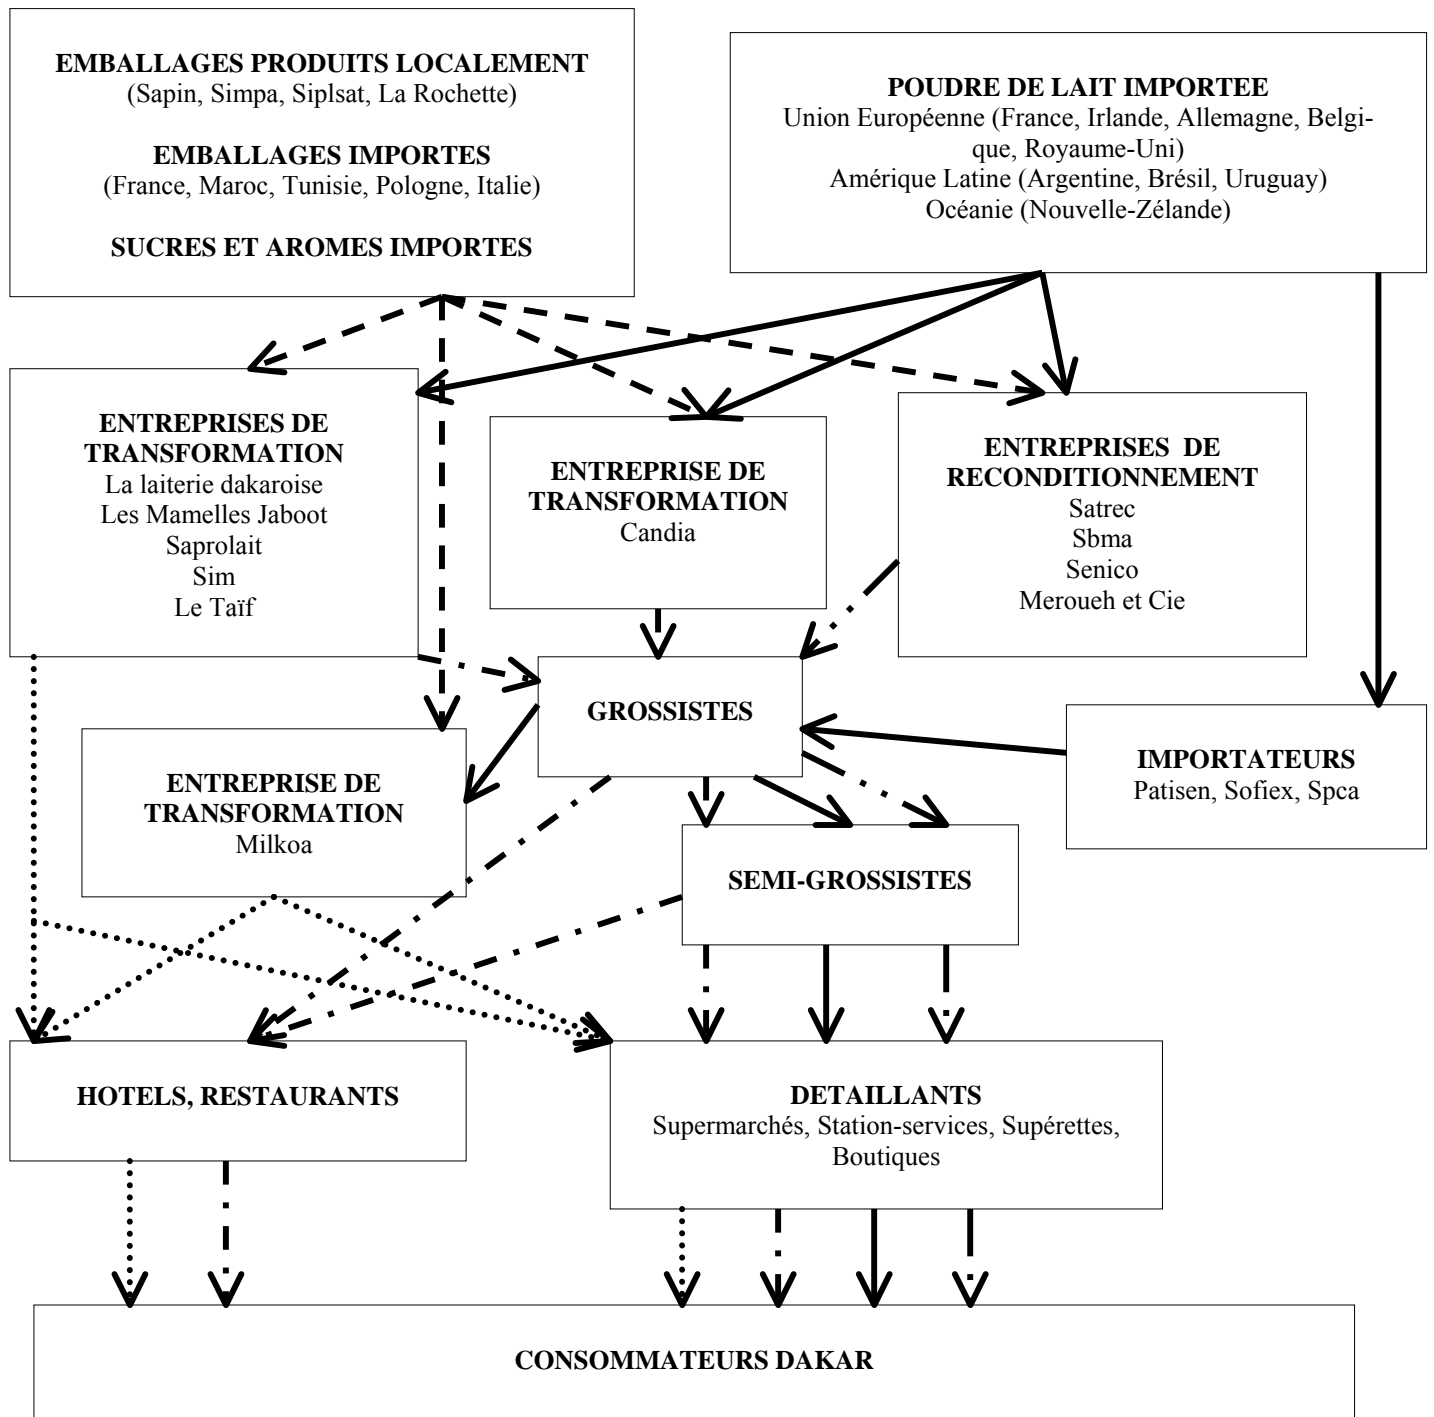 EMBALLAGES PRODUITS LOCALEMENT
(Sapin, Simpa, Siplsat, La Rochette)
EMBALLAGES IMPORTES
(France, Maroc, Tunisie, Pologne, Italie)
SUCRES ET AROMES IMPORTES
POUDRE DE LAIT IMPORTEE
Union Européenne (France, Irlande, Allemagne, Belgi-
que, Royaume-Uni)
Amérique Latine (Argentine, Brésil, Uruguay)
Océanie (Nouvelle-Zélande)
ENTREPRISES DE
TRANSFORMATION
La laiterie dakaroise
Les Mamelles Jaboot
Saprolait
Sim
Le Taïf
ENTREPRISE DE
TRANSFORMATION
Candia
ENTREPRISES DE
RECONDITIONNEMENT
Satrec
Sbma
Senico
Meroueh et Cie
GROSSISTES
IMPORTATEURS
Patisen, Sofiex, Spca
ENTREPRISE DE
TRANSFORMATION
Milkoa
SEMI-GROSSISTES
HOTELS, RESTAURANTS
DETAILLANTS
Supermarchés, Station-services, Supérettes,
Boutiques
CONSOMMATEURS DAKAR